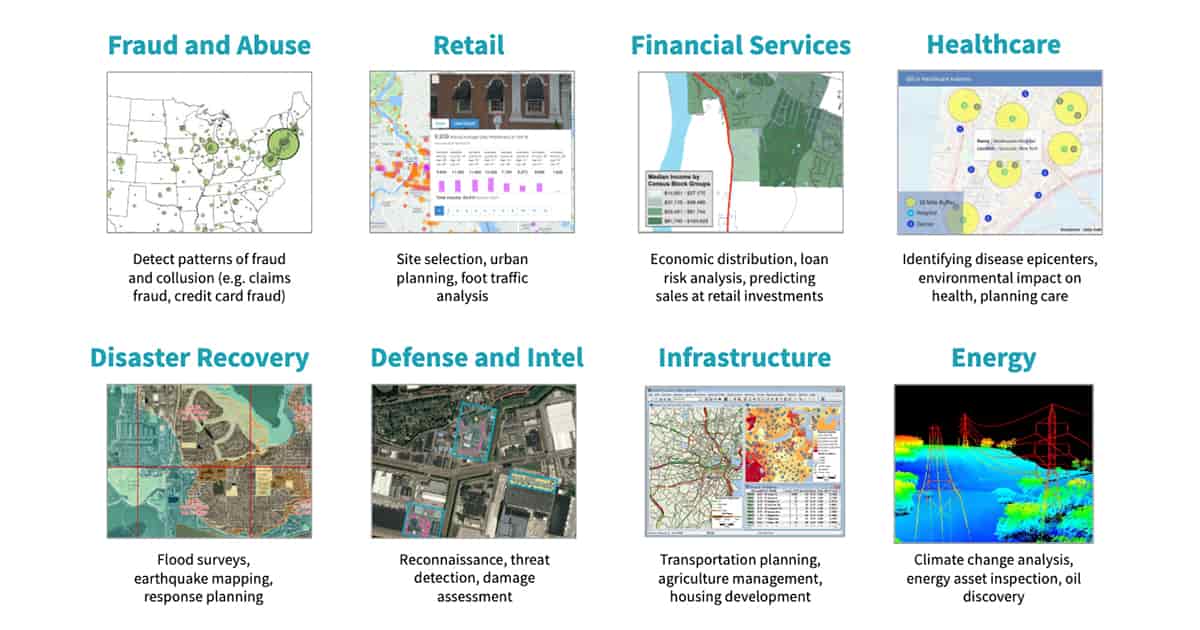 Fraud and Abuse
Retail
Financial Services
Healthcare
Median Income by
Census Block Groups
Detect patterns of fraud
and collusion (e.g. claims
fraud, credit card fraud)
Site selection, urban
planning, foot traffic
analysis
Economic distribution, loan
risk analysis, predicting
sales at retail investments
Identifying disease epicenters,
environmental impact on
health, planning care
Disaster Recovery
Defense and Intel
Infrastructure
Energy
Flood surveys,
earthquake mapping,
response planning
Reconnaissance, threat
detection, damage
assessment
Transportation planning,
agriculture management,
housing development
Climate change analysis,
energy asset inspection, oil
discovery